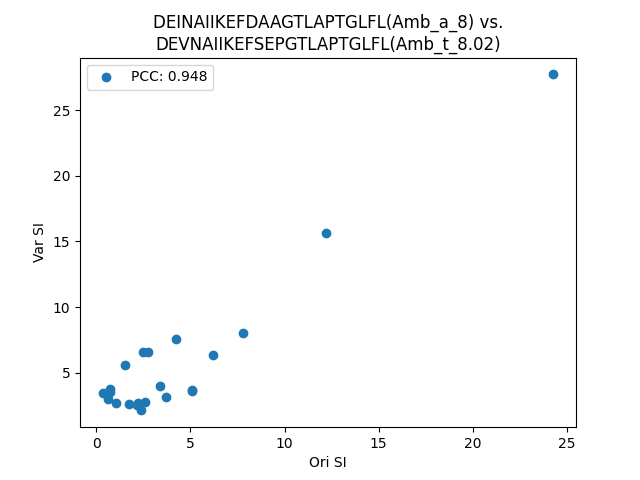 DEINAIIKEFDAAGTLAPTGLFL(Amb_a_8) vs.
DEVNAIIKEFSEPGTLAPTGLFL(Amb_t_8.02)
PCC: 0.948
25
20
15
10
5
Var SI
0 5 10 15 20 25
Ori SI